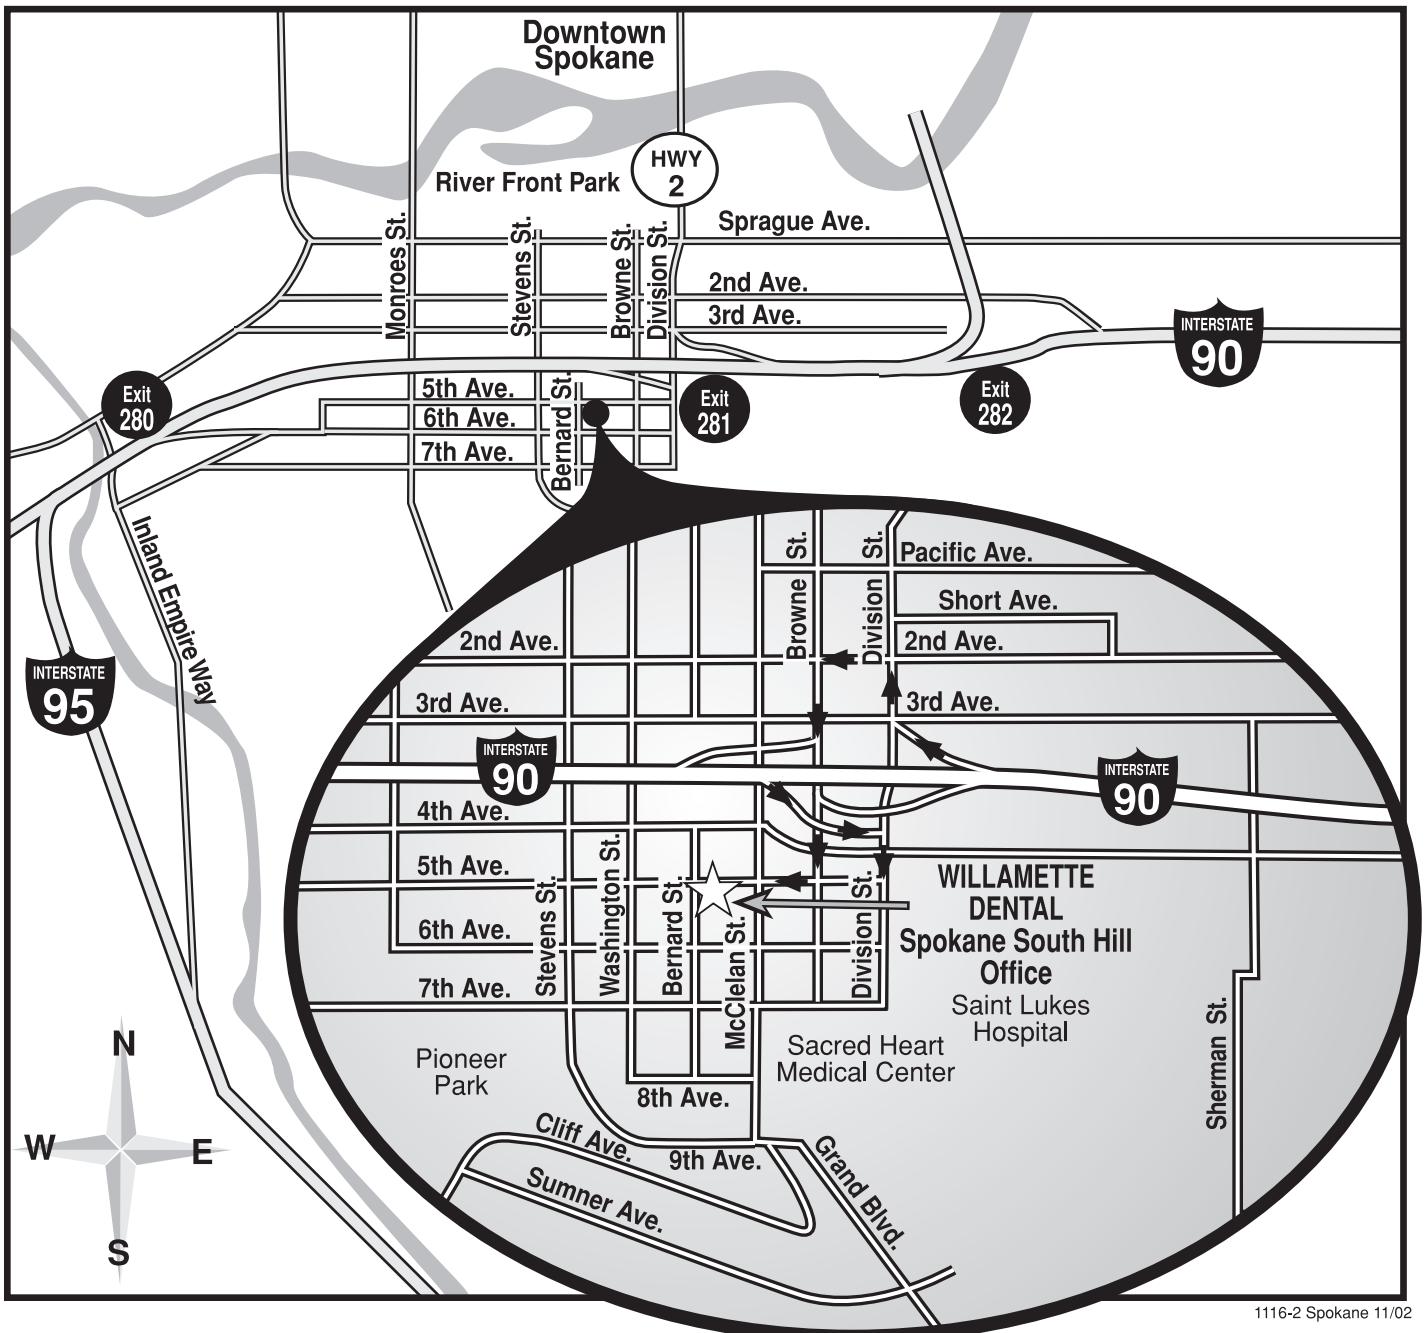 Downtown
Spokane
HWY
2
River Front Park
Sprague Ave.
Monroes St.
Stevens St.
Browne St.
Division St.
2nd Ave.
3rd Ave.
INTERSTATE
90
Exit
280
5th Ave.
6th Ave.
7th Ave.
Bernard St.
Exit
281
Exit
282
Inland Empire Way
INTERSTATE
95
Browne St.
Division St.
Pacific Ave.
Short Ave.
2nd Ave.
2nd Ave.
3rd Ave.
3rd Ave.
INTERSTATE
90
INTERSTATE
90
4th Ave.
5th Ave.
6th Ave.
7th Ave.
Stevens St.
Washington St.
Bernard St.
McClelan St.
Division St.
WILLAMETTE
DENTAL
Spokane South Hill
Office
Saint Lukes
Hospital
Sacred Heart
Medical Center
Pioneer
Park
8th Ave.
9th Ave.
Cliff Ave.
Sumner Ave.
Grand Blvd.
Sherman St.
N
W
E
S
1116-2 Spokane 11/02